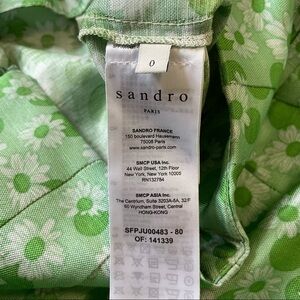 0
sandro
PARIS
SANDRO FRANCE
150 boulevard Haussmann
75008 Paris
www.sandro-paris.com
SMCP USA Inc.
44 Wall Street, 12th Floor
New York, New York 10005
RN132784
SMCP ASIA Inc.
The Centrium, Suite 3203A-5A, 32/F
60 Wyndham Street, Central
HONG-KONG
SFPJU00483 - 80
OF: 141339